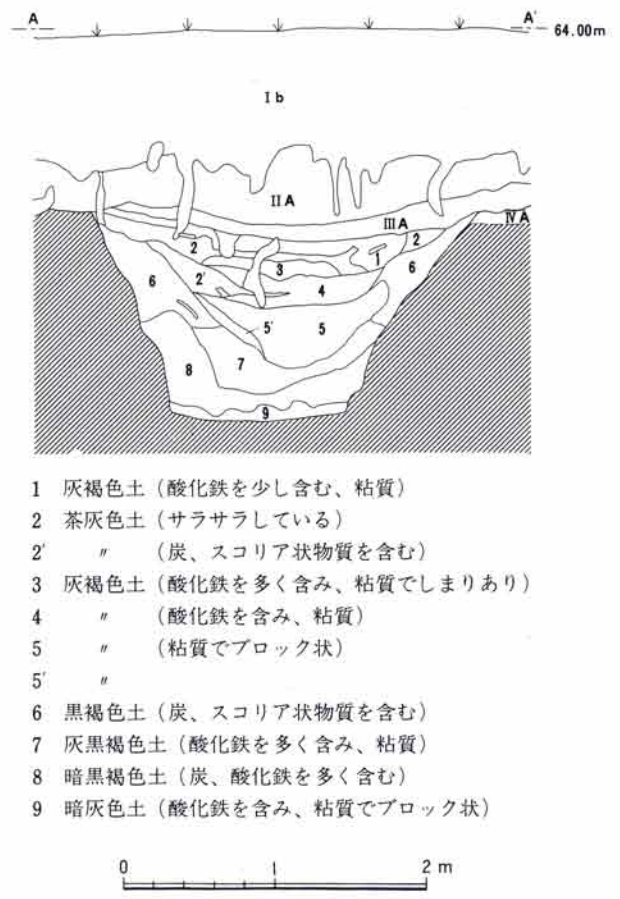 A A' 64.00m
I b
II A
III A IV A
2 2
1
6 2' 3 6
4
5' 5
8 7
9
1 灰褐色土（酸化鉄を少し含む、粘質）
2 茶灰色土（サラサラしている）
2' 〃 （炭、スコリア状物質を含む）
3 灰褐色土（酸化鉄を多く含み、粘質でしまりあり）
4 〃 （酸化鉄を含み、粘質）
5 〃 （粘質でブロック状）
5' 〃
6 黒褐色土（炭、スコリア状物質を含む）
7 灰黒褐色土（酸化鉄を多く含み、粘質）
8 暗黒褐色土（炭、酸化鉄を多く含む）
9 暗灰色土（酸化鉄を含み、粘質でブロック状）
0 1 2 m